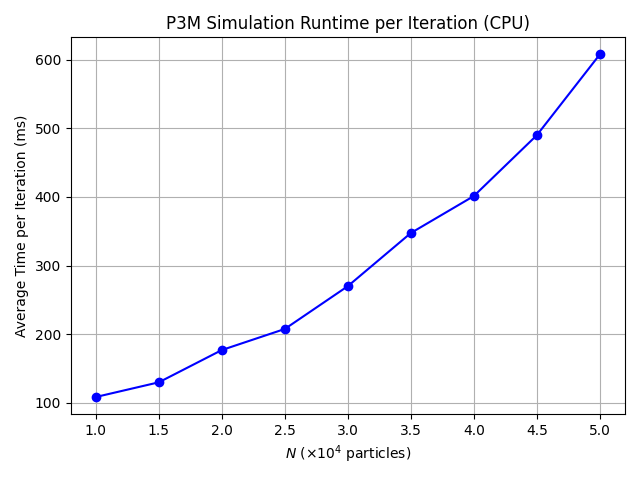 P3M Simulation Runtime per Iteration (CPU)
Average Time per Iteration (ms)
600
500
400
300
200
100
1.0 1.5 2.0 2.5 3.0 3.5 4.0 4.5 5.0
N (×10⁴ particles)